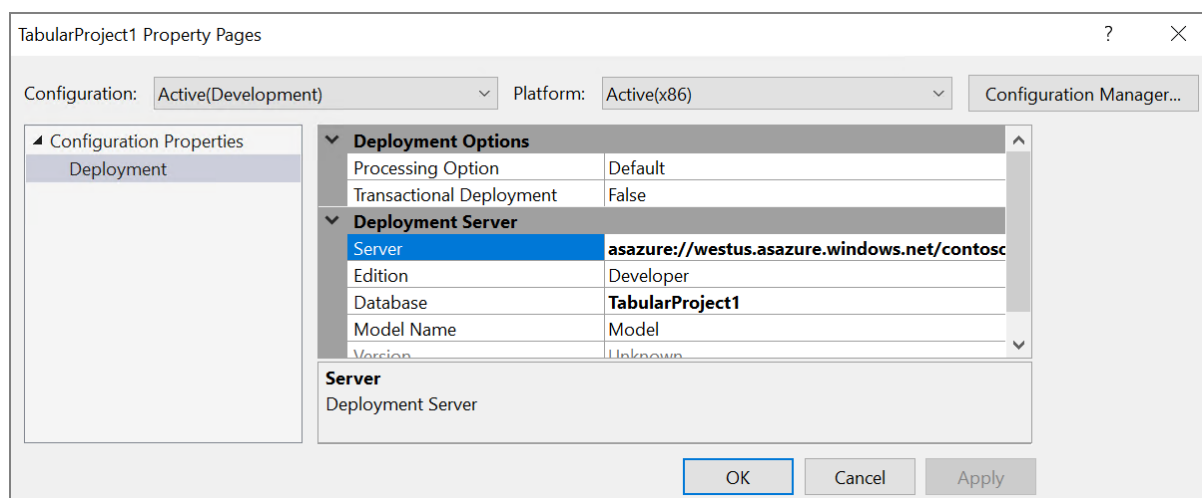 TabularProject1 Property Pages ?
Configuration: Active(Development) Platform: Active(x86) Configuration Manager...
Configuration Properties
Deployment
Deployment Options
Processing Option Default
Transactional Deployment False
Deployment Server
Server asazure://westus.asazure.windows.net/contosc
Edition Developer
Database TabularProject1
Model Name Model
Version Unknown
Server
Deployment Server
OK Cancel Apply